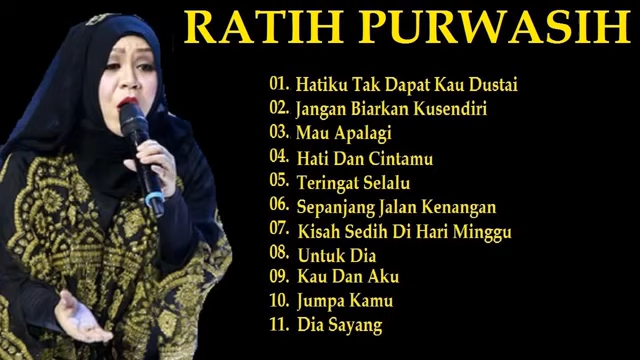 RATIH PURWASIH
01. Hatiku Tak Dapat Kau Dustai
02. Jangan Biarkan Kusendiri
03. Mau Apalagi
04. Hati Dan Cintamu
05. Teringat Selalu
06. Sepanjang Jalan Kenangan
07. Kisah Sedih Di Hari Minggu
08. Untuk Dia
09. Kau Dan Aku
10. Jumpa Kamu
11. Dia Sayang